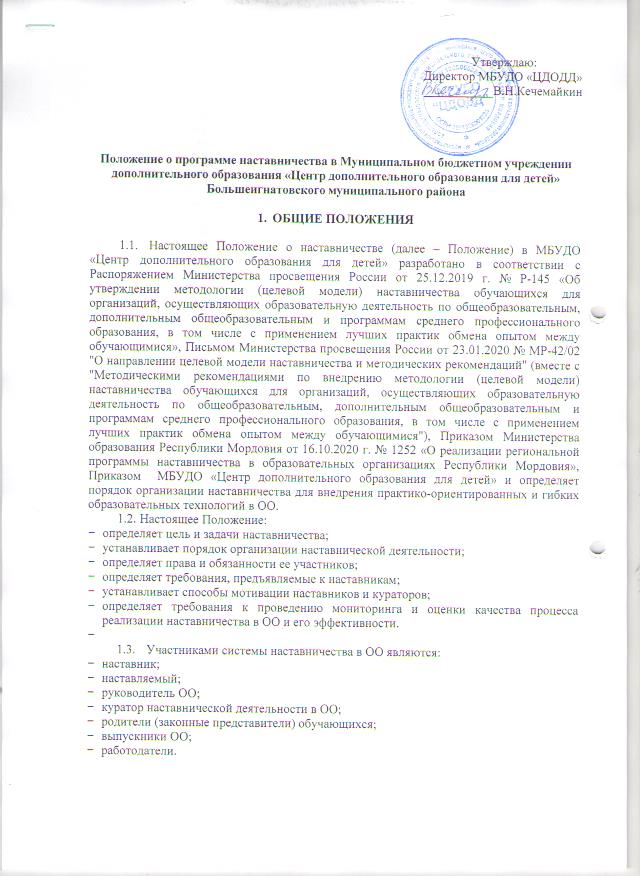 Утверждаю:
Директор МБУДО «ЦДОДД»
В.Н.Кечемайкин
"ЦДОДД
Положение о программе наставничества в Муниципальном бюджетном учреждении
дополнительного образования «Центр дополнительного образования для детей»
Большеигнатовского муниципального района
1. ОБЩИЕ ПОЛОЖЕНИЯ
1.1. Настоящее Положение о наставничестве (далее – Положение) в МБУДО
«Центр дополнительного образования для детей» разработано в соответствии с
Распоряжением Министерства просвещения России от 25.12.2019 г. № Р-145 «Об
утверждении методологии (целевой модели) наставничества обучающихся для
организаций, осуществляющих образовательную деятельность по общеобразовательным,
дополнительным общеобразовательным и программам среднего профессионального
образования, в том числе с применением лучших практик обмена опытом между
обучающимися», Письмом Министерства просвещения России от 23.01.2020 № МР-42/02
"О направлении целевой модели наставничества и методических рекомендаций" (вместе с
"Методическими рекомендациями по внедрению методологии (целевой модели)
наставничества обучающихся для организаций, осуществляющих образовательную
деятельность по общеобразовательным, дополнительным общеобразовательным и
программам среднего профессионального образования, в том числе с применением
лучших практик обмена опытом между обучающимися"), Приказом Министерства
образования Республики Мордовия от 16.10.2020 г. № 1252 «О реализации региональной
программы наставничества в образовательных организациях Республики Мордовия»,
Приказом МБУДО «Центр дополнительного образования для детей» и определяет
порядок организации наставничества для внедрения практико-ориентированных и гибких
образовательных технологий в ОО.
1.2. Настоящее Положение:
− определяет цель и задачи наставничества;
− устанавливает порядок организации наставнической деятельности;
− определяет права и обязанности ее участников;
− определяет требования, предъявляемые к наставникам;
− устанавливает способы мотивации наставников и кураторов;
− определяет требования к проведению мониторинга и оценки качества процесса
реализации наставничества в ОО и его эффективности.
−
1.3. Участниками системы наставничества в ОО являются:
− наставник;
− наставляемый;
− руководитель ОО;
− куратор наставнической деятельности в ОО;
− родители (законные представители) обучающихся;
− выпускники ОО;
− работодатели.